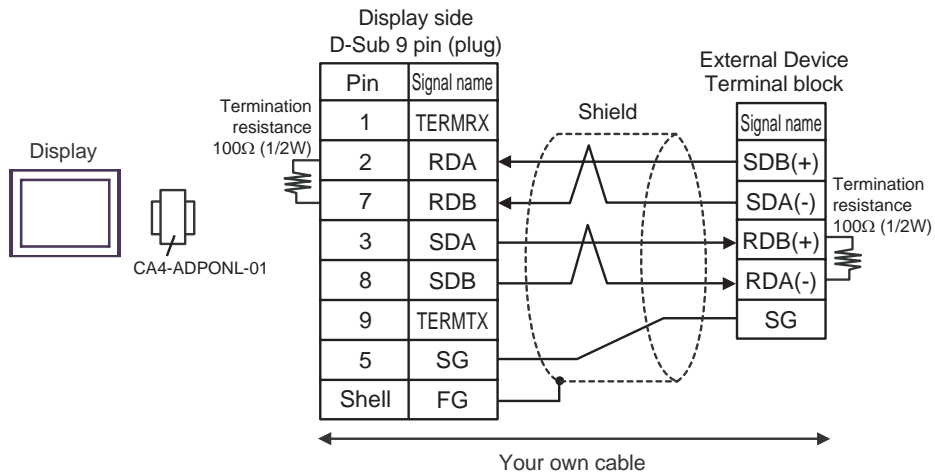 Display side
D-Sub 9 pin (plug)
External Device
Terminal block
Pin Signal name
Termination
resistance
100Ω (1/2W)
Shield
Signal name
1 TERMRX
Display
2 RDA
SDB(+)
7 RDB
SDA(-)
Termination
resistance
100Ω (1/2W)
3 SDA
RDB(+)
CA4-ADPONL-01
8 SDB
RDA(-)
9 TERMTX
SG
5 SG
Shell FG
Your own cable